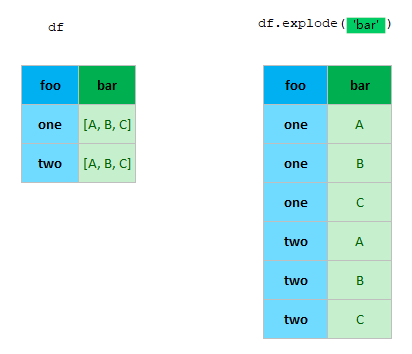 df
foo bar
one [A, B, C]
two [A, B, C]
df.explode('bar')
foo bar
one A
one B
one C
two A
two B
two C